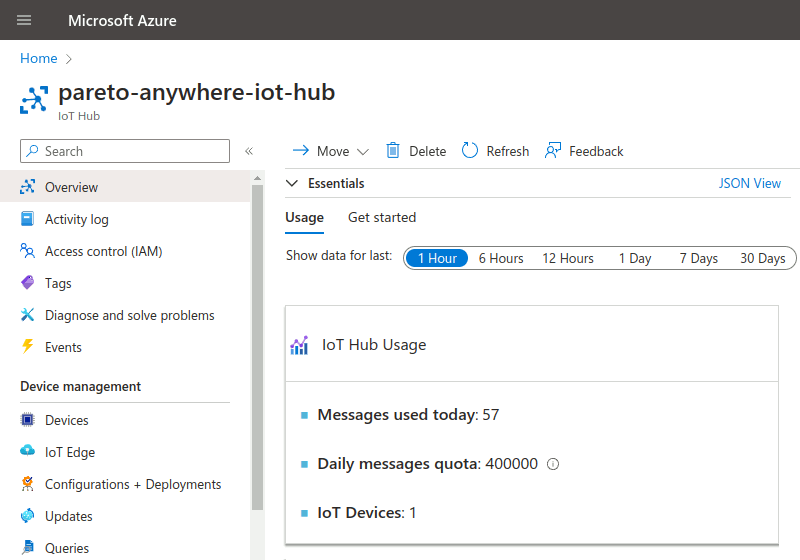 Microsoft Azure
Home
pareto-anywhere-iot-hub
IoT Hub
Search
Overview
Activity log
Access control (IAM)
Tags
Diagnose and solve problems
Events
Device management
Devices
IoT Edge
Configurations + Deployments
Updates
Queries
Move Delete Refresh Feedback
Essentials JSON View
Usage Get started
Show data for last: 1 Hour 6 Hours 12 Hours 1 Day 7 Days 30 Days
IoT Hub Usage
Messages used today: 57
Daily messages quota: 400000
IoT Devices: 1